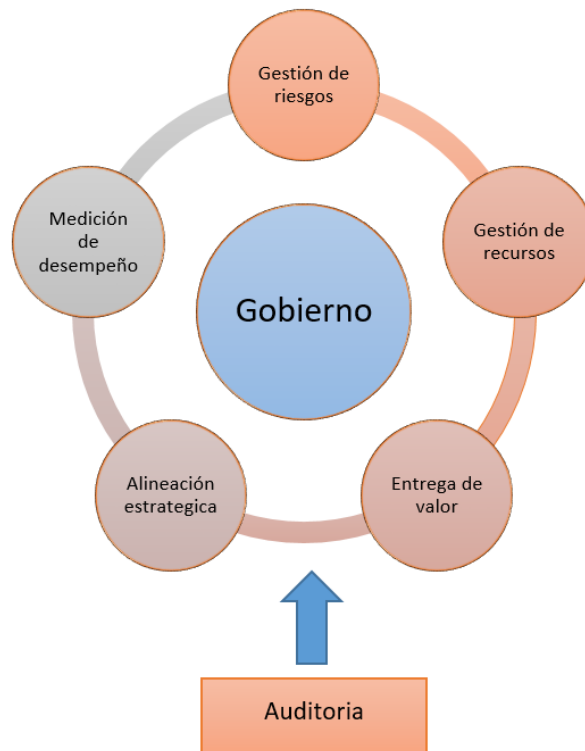 Gestión de
riesgos
Medición
de
desempeño
Gestión de
recursos
Gobierno
Alineación
estrategica
Entrega de
valor
Auditoria